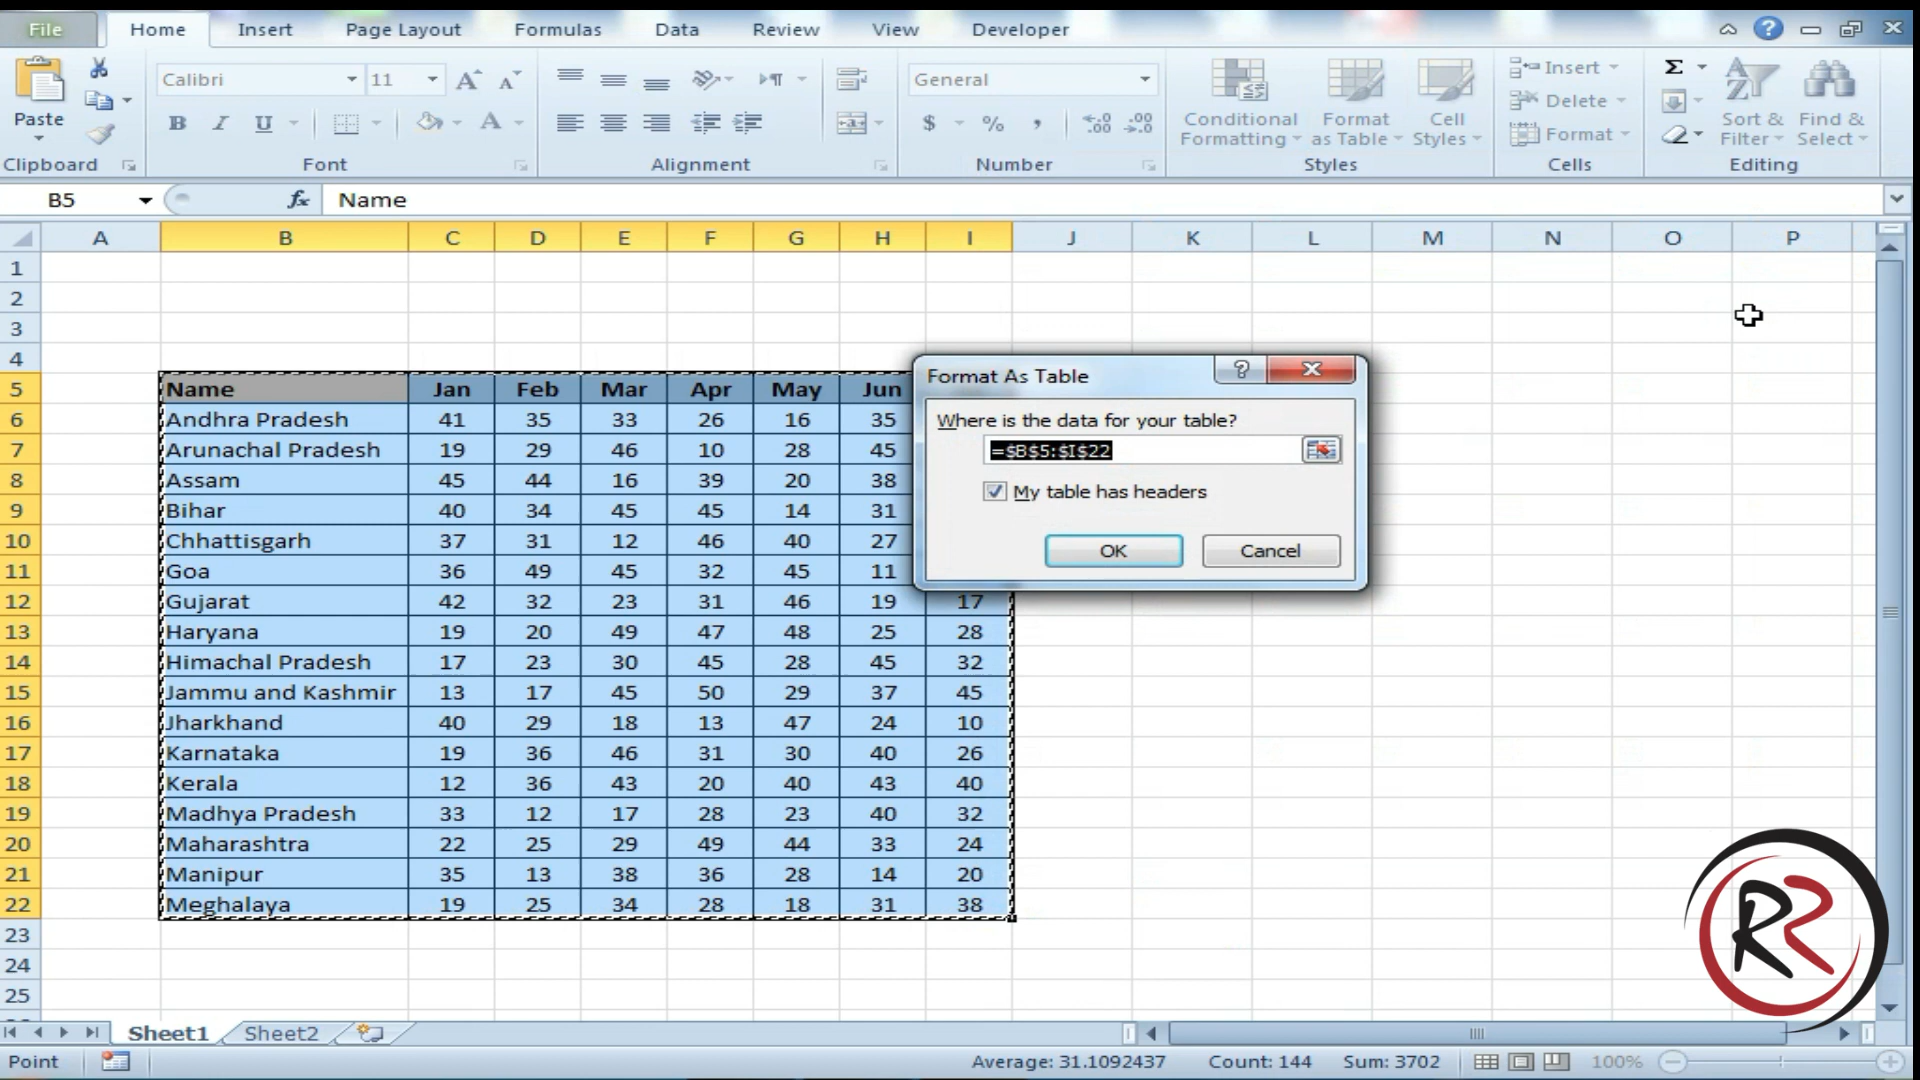 File Home Insert Page Layout Formulas Data Review View Developer
Calibri 11 General Insert
Delete
Paste Conditional Formatting Format as Table Cell Styles Format Sort & Filter Find & Select
Clipboard Font Alignment Number Styles Cells Editing
B5 fx Name
A B C D E F G H I J K L M N O P
1
2
3
4
5 Name Jan Feb Mar Apr May Jun
6 Andhra Pradesh 41 35 33 26 16 35
7 Arunachal Pradesh 19 29 46 10 28 45
8 Assam 45 44 16 39 20 38
9 Bihar 40 34 45 45 14 31
10 Chhattisgarh 37 31 12 46 40 27
11 Goa 36 49 45 32 45 11
12 Gujarat 42 32 23 31 46 19 17
13 Haryana 19 20 49 47 48 25 28
14 Himachal Pradesh 17 23 30 45 28 45 32
15 Jammu and Kashmir 13 17 45 50 29 37 45
16 Jharkhand 40 29 18 13 47 24 10
17 Karnataka 19 36 46 31 30 40 26
18 Kerala 12 36 43 20 40 43 40
19 Madhya Pradesh 33 12 17 28 23 40 32
20 Maharashtra 22 25 29 49 44 33 24
21 Manipur 35 13 38 36 28 14 20
22 Meghalaya 19 25 34 28 18 31 38
23
24
25
Format As Table
Where is the data for your table?
=$B$5:$I$22
My table has headers
OK Cancel
RR
Sheet1 Sheet2
Point Average: 31.1092437 Count: 144 Sum: 3702 100%